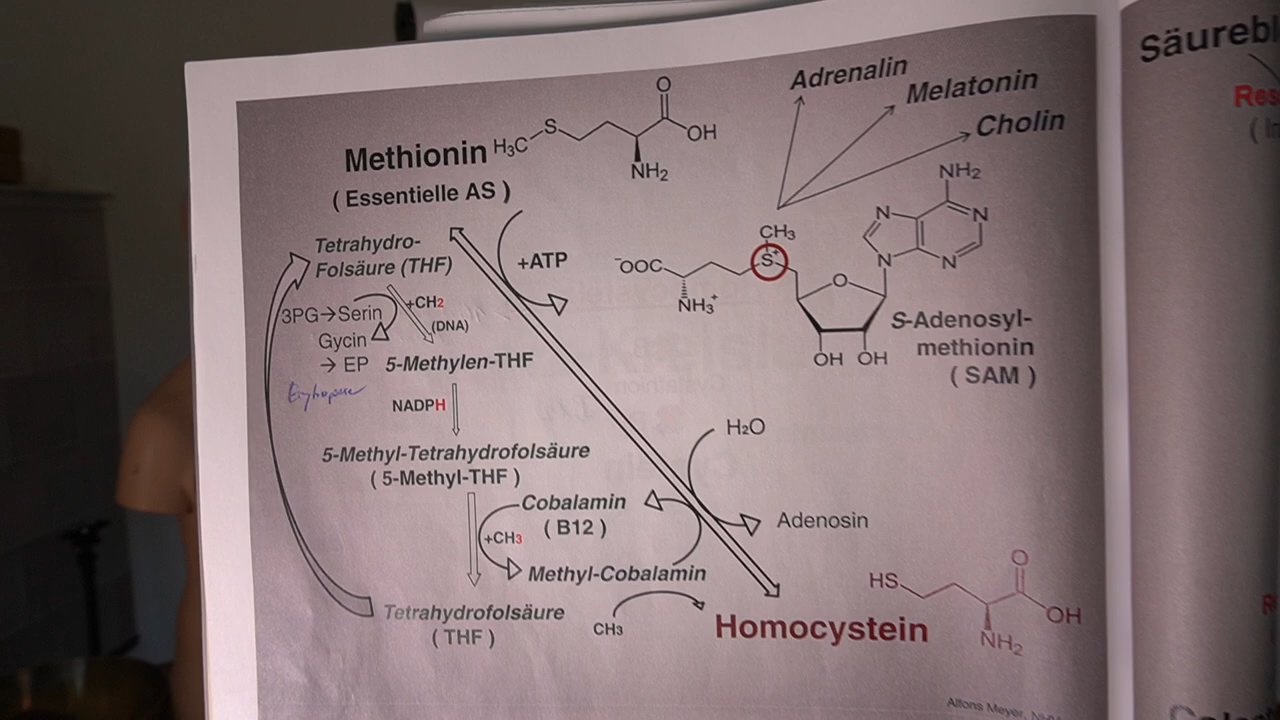 Adrenalin
Melatonin
Cholin
Methionin
( Essentielle AS )
H₃C
S
O
OH
NH₂
Tetrahydro-
Folsäure (THF)
+ATP
3PG→Serin
Gycin
→ EP
+CH2
(DNA)
5-Methylen-THF
NADPH
5-Methyl-Tetrahydrofolsäure
( 5-Methyl-THF )
Cobalamin
( B12 )
+CH3
Methyl-Cobalamin
Tetrahydrofolsäure
( THF )
CH3
⁻OOC
NH₃⁺
CH₃
S⁺
O
OH OH
NH₂
N
N
N
N
S-Adenosyl-
methionin
( SAM )
H2O
Adenosin
Homocystein
HS
O
OH
NH₂
Alfons Meyer,
Res